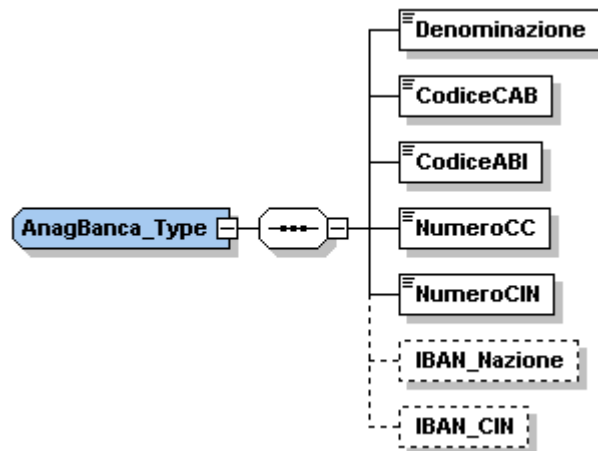 Denominazione
CodiceCAB
CodiceABI
AnagBanca_Type
NumeroCC
NumeroCIN
IBAN_Nazione
IBAN_CIN